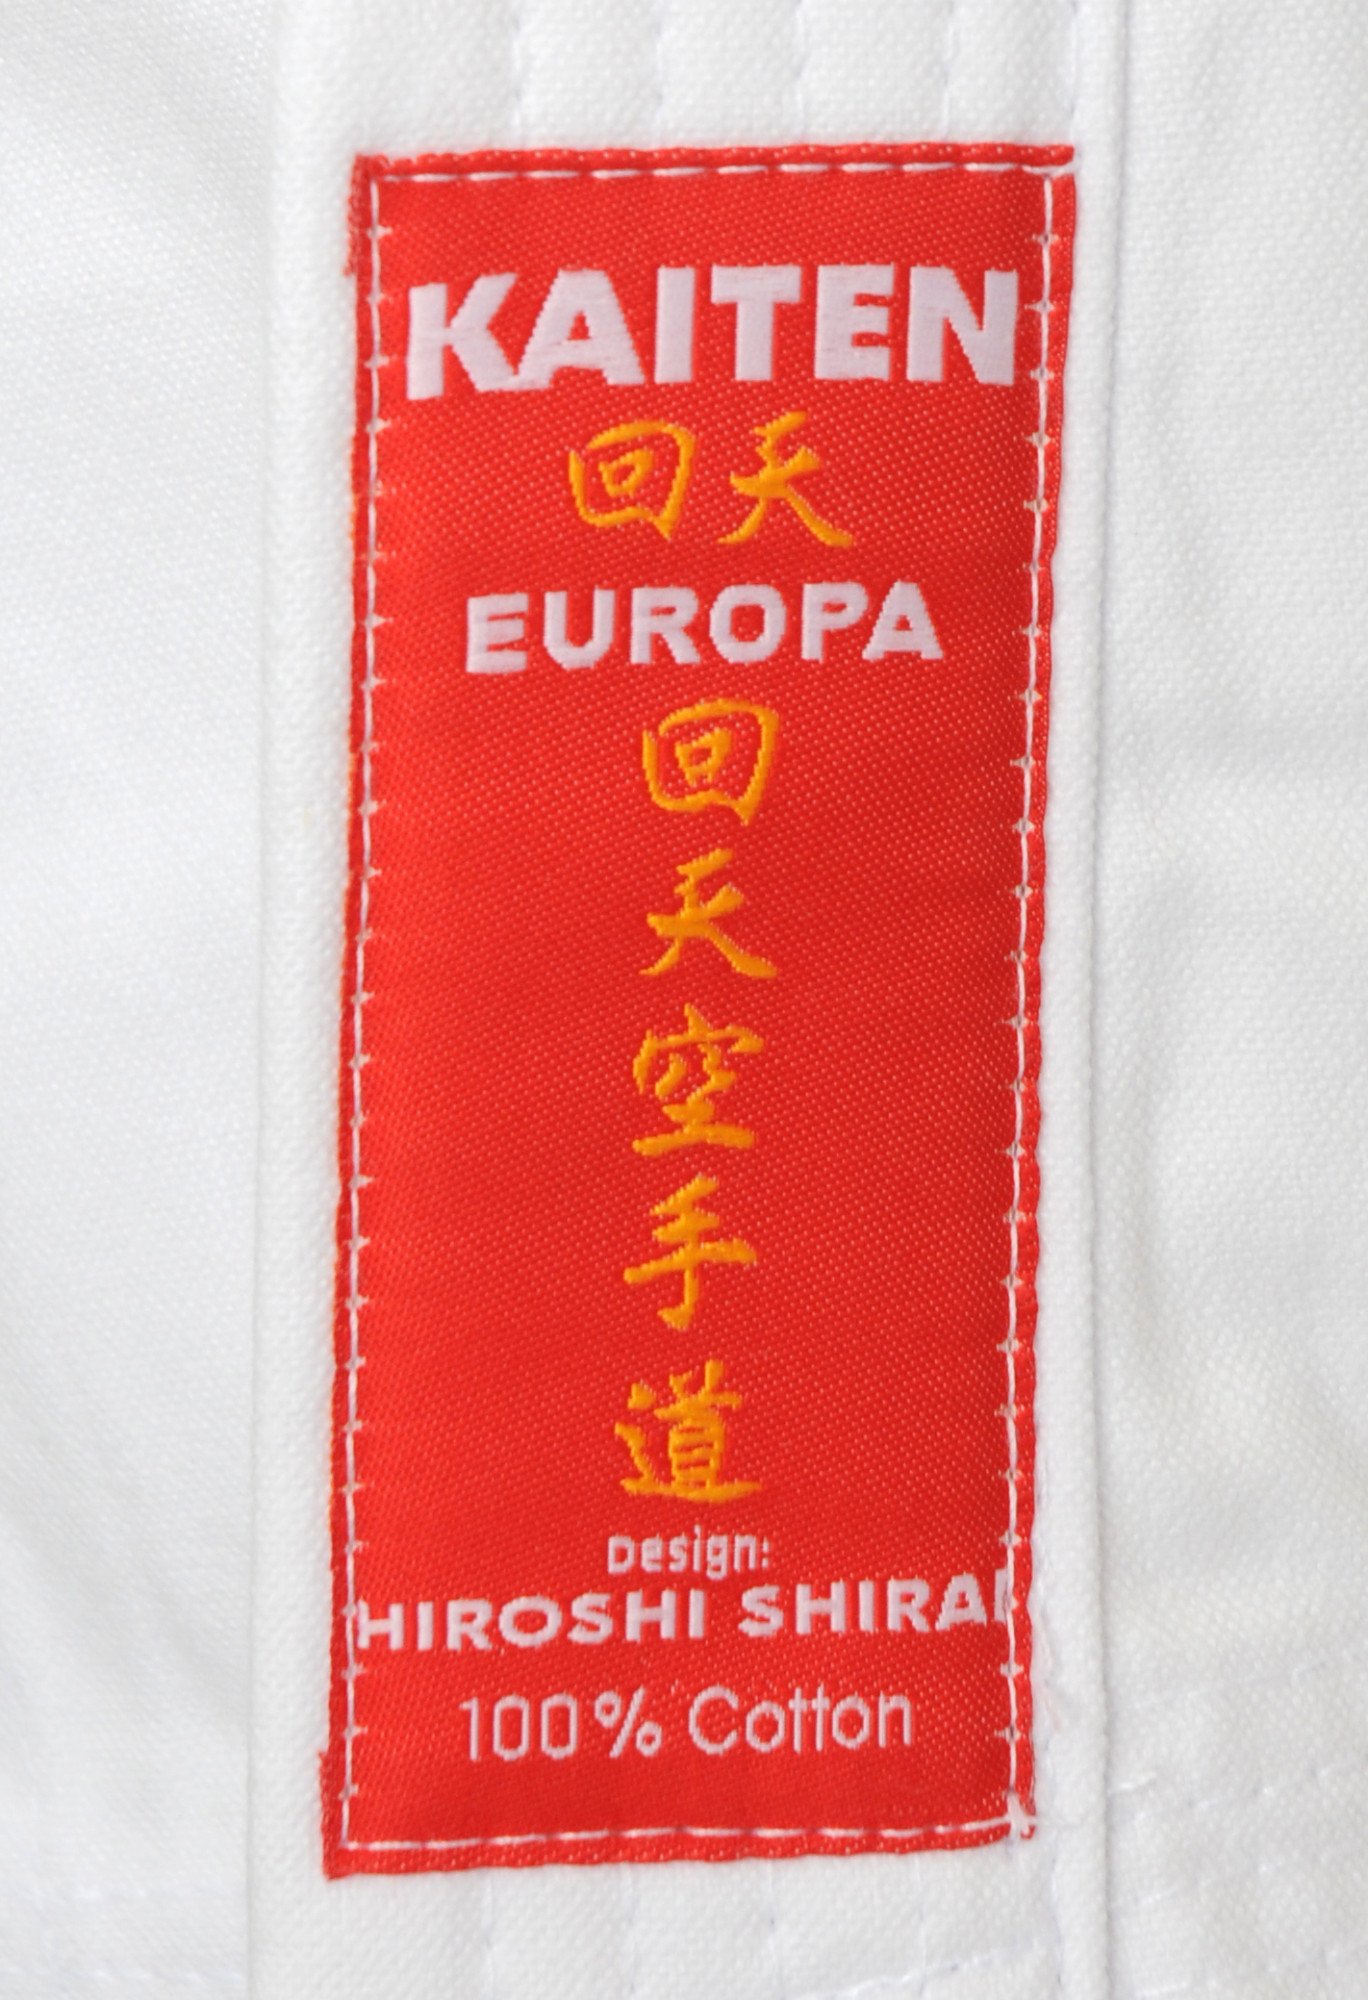 KAITEN
回天
EUROPA
回天空手道
Design:
HIROSHI SHIRAI
100% Cotton